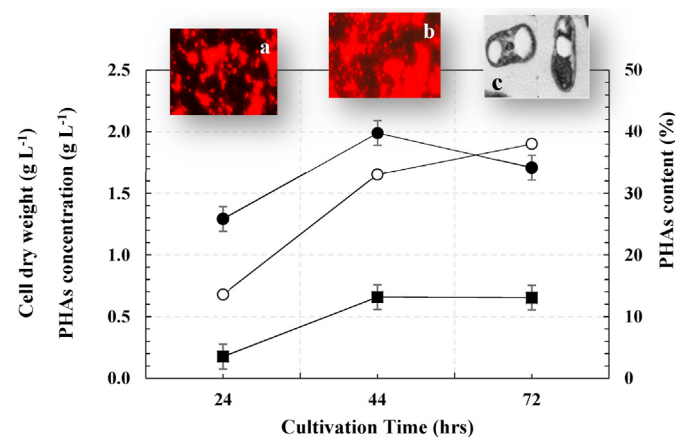 a
b
c
2.5
2.0
1.5
1.0
0.5
0.0
50
40
30
20
10
0
24
44
72
Cell dry weight (g L-1)
PHAs concentration (g L-1)
PHAs content (%)
Cultivation Time (hrs)